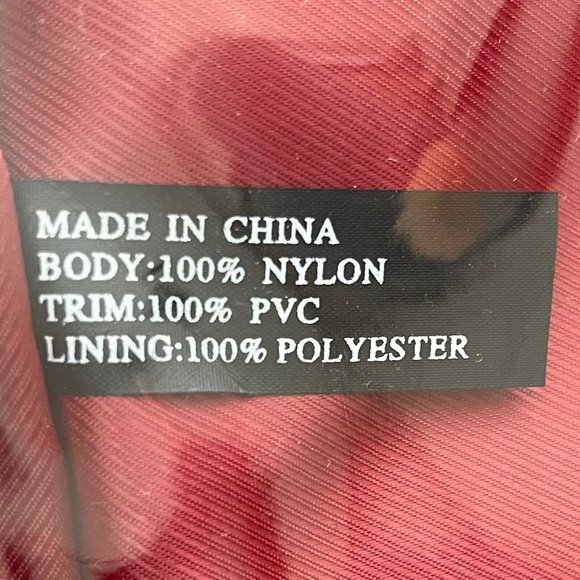 MADE IN CHINA
BODY:100% NYLON
TRIM:100% PVC
LINING:100% POLYESTER